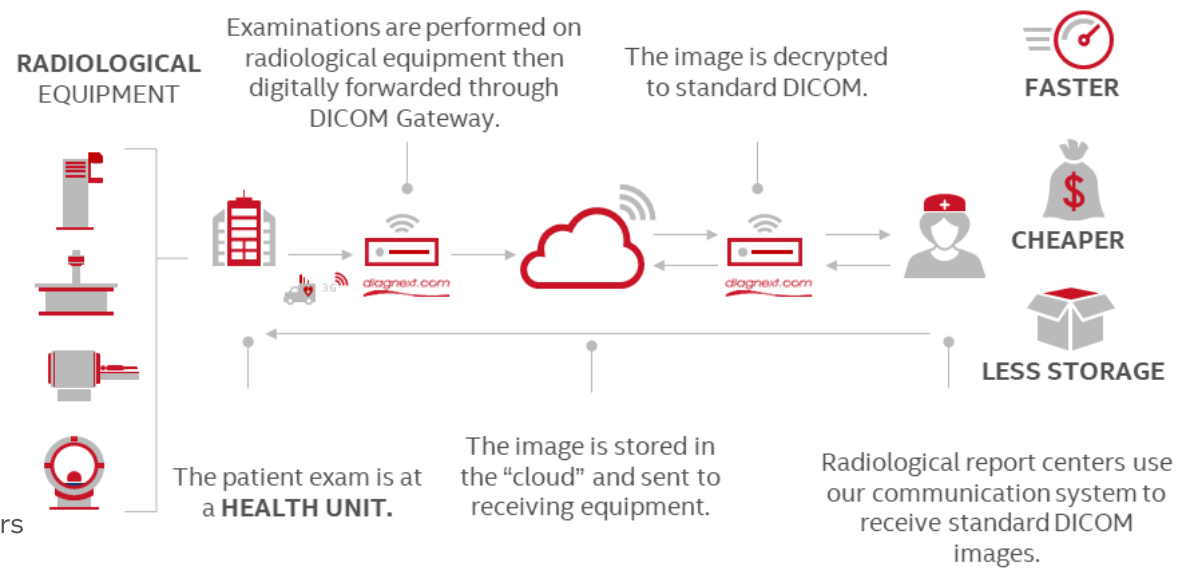 RADIOLOGICAL
EQUIPMENT
Examinations are performed on
radiological equipment then
digitally forwarded through
DICOM Gateway.
The image is decrypted
to standard DICOM.
FASTER
CHEAPER
LESS STORAGE
3G
diagnext.com
diagnext.com
The patient exam is at
a HEALTH UNIT.
The image is stored in
the “cloud” and sent to
receiving equipment.
Radiological report centers use
our communication system to
receive standard DICOM
images.
rs
$